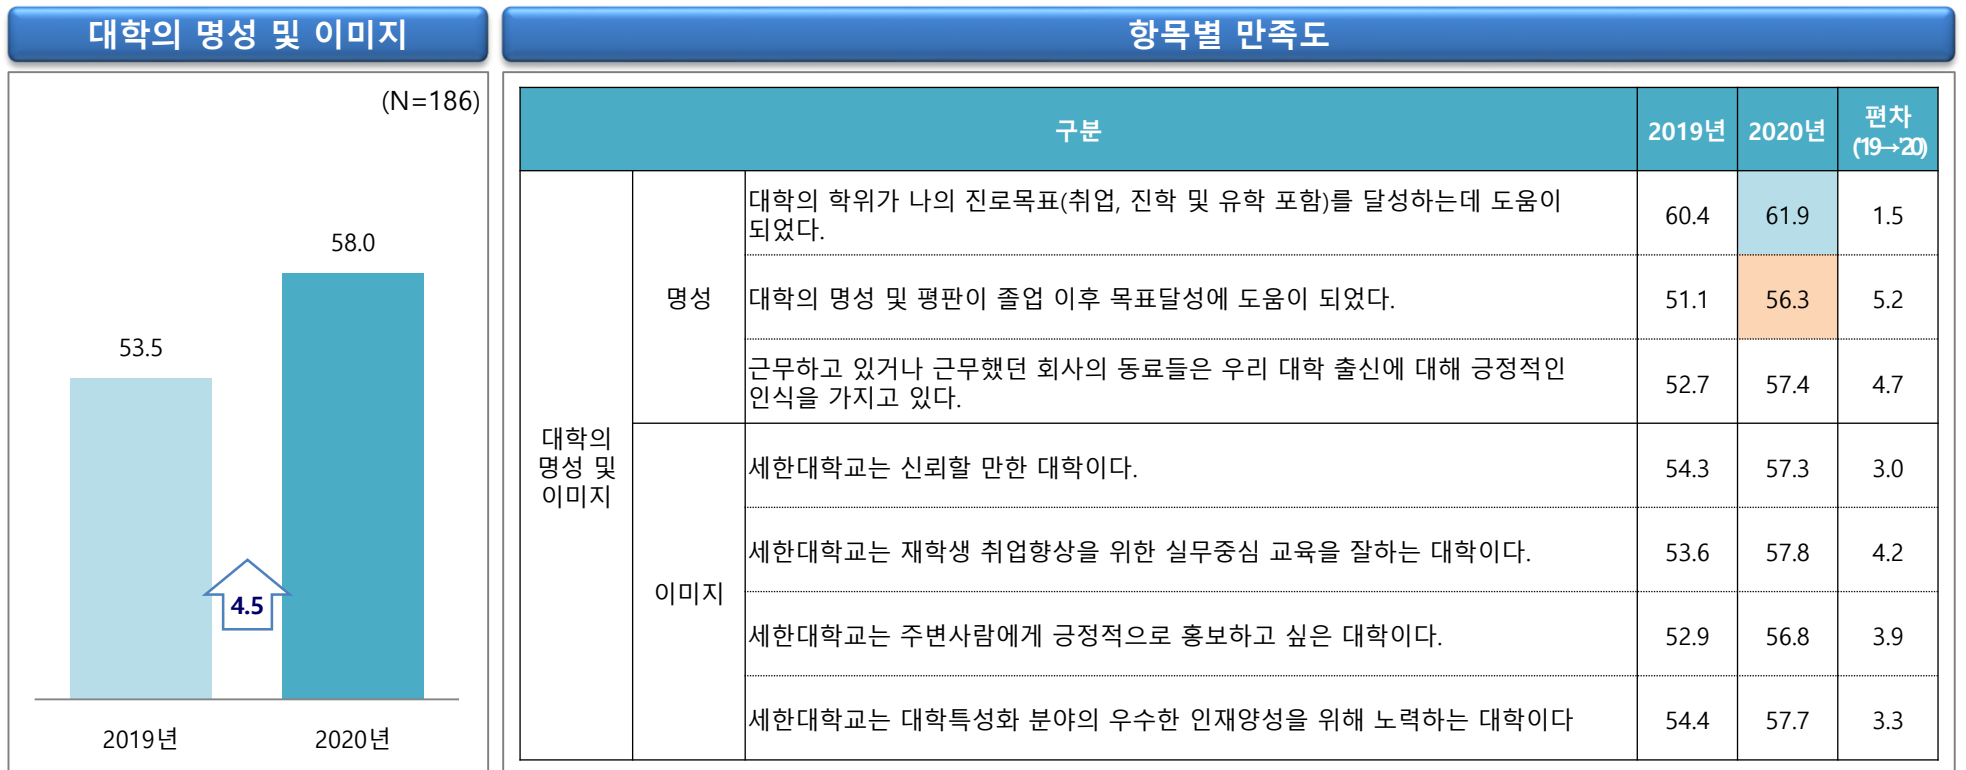 대학의 명성 및 이미지
항목별 만족도
(N=186)
58.0
53.5
4.5
2019년
2020년
구분
2019년
2020년
편차
('19→'20)
대학의
명성 및
이미지
명성
대학의 학위가 나의 진로목표(취업, 진학 및 유학 포함)를 달성하는데 도움이
되었다.
60.4
61.9
1.5
대학의 명성 및 평판이 졸업 이후 목표달성에 도움이 되었다.
51.1
56.3
5.2
근무하고 있거나 근무했던 회사의 동료들은 우리 대학 출신에 대해 긍정적인
인식을 가지고 있다.
52.7
57.4
4.7
이미지
세한대학교는 신뢰할 만한 대학이다.
54.3
57.3
3.0
세한대학교는 재학생 취업향상을 위한 실무중심 교육을 잘하는 대학이다.
53.6
57.8
4.2
세한대학교는 주변사람에게 긍정적으로 홍보하고 싶은 대학이다.
52.9
56.8
3.9
세한대학교는 대학특성화 분야의 우수한 인재양성을 위해 노력하는 대학이다
54.4
57.7
3.3